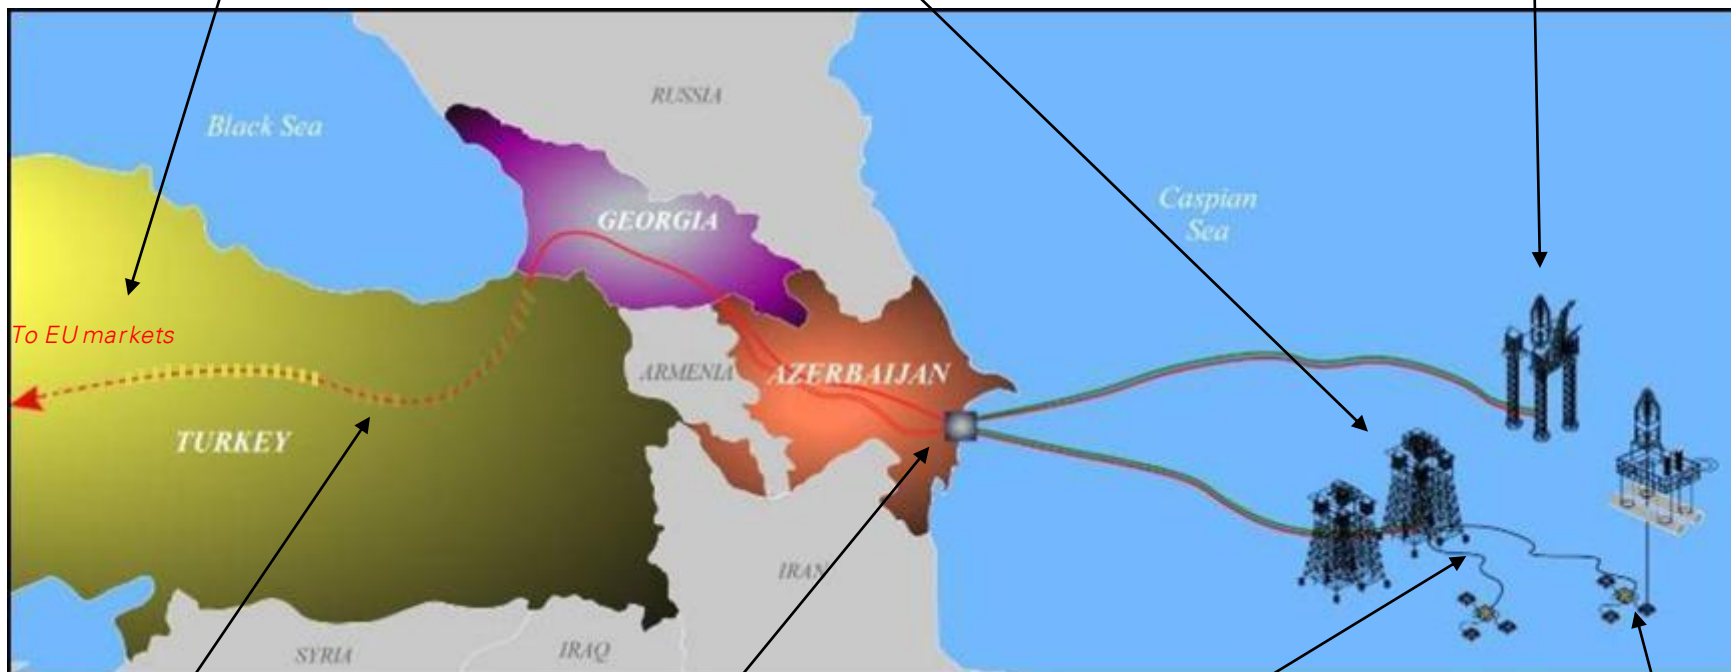 RUSSIA
Black Sea
Caspian
Sea
GEORGIA
To EU markets
ARMENIA
AZERBAIJAN
TURKEY
IRAN
SYRIA
IRAQ